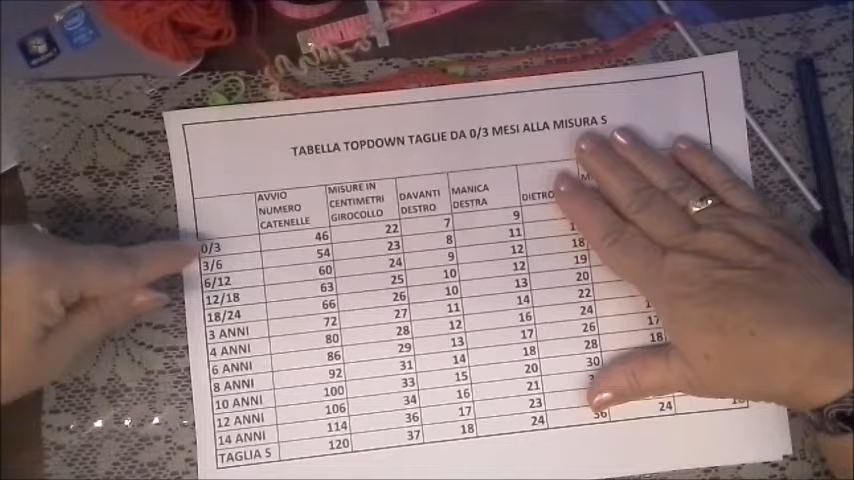 TABELLA TOPDOWN TAGLIE DA 0/3 MESI ALLA MISURA S
AVVIO NUMERO CATENELLE MISURE IN CENTIMETRI GIROCOLLO DAVANTI DESTRO MANICA DESTRA DIETRO
0/3 46 22 7 9
3/6 54 23 8 11
6/12 60 24 9 12 18
12/18 63 25 10 12 19
18/24 66 26 10 13 20
3 ANNI 72 27 11 14 22
4 ANNI 80 28 12 16 24
6 ANNI 86 29 13 17 26 17
8 ANNI 92 31 14 18 28 18
10 ANNI 100 33 15 20 30
12 ANNI 106 34 16 21
14 ANNI 114 36 17 23
TAGLIA S 120 37 18 24 36 24